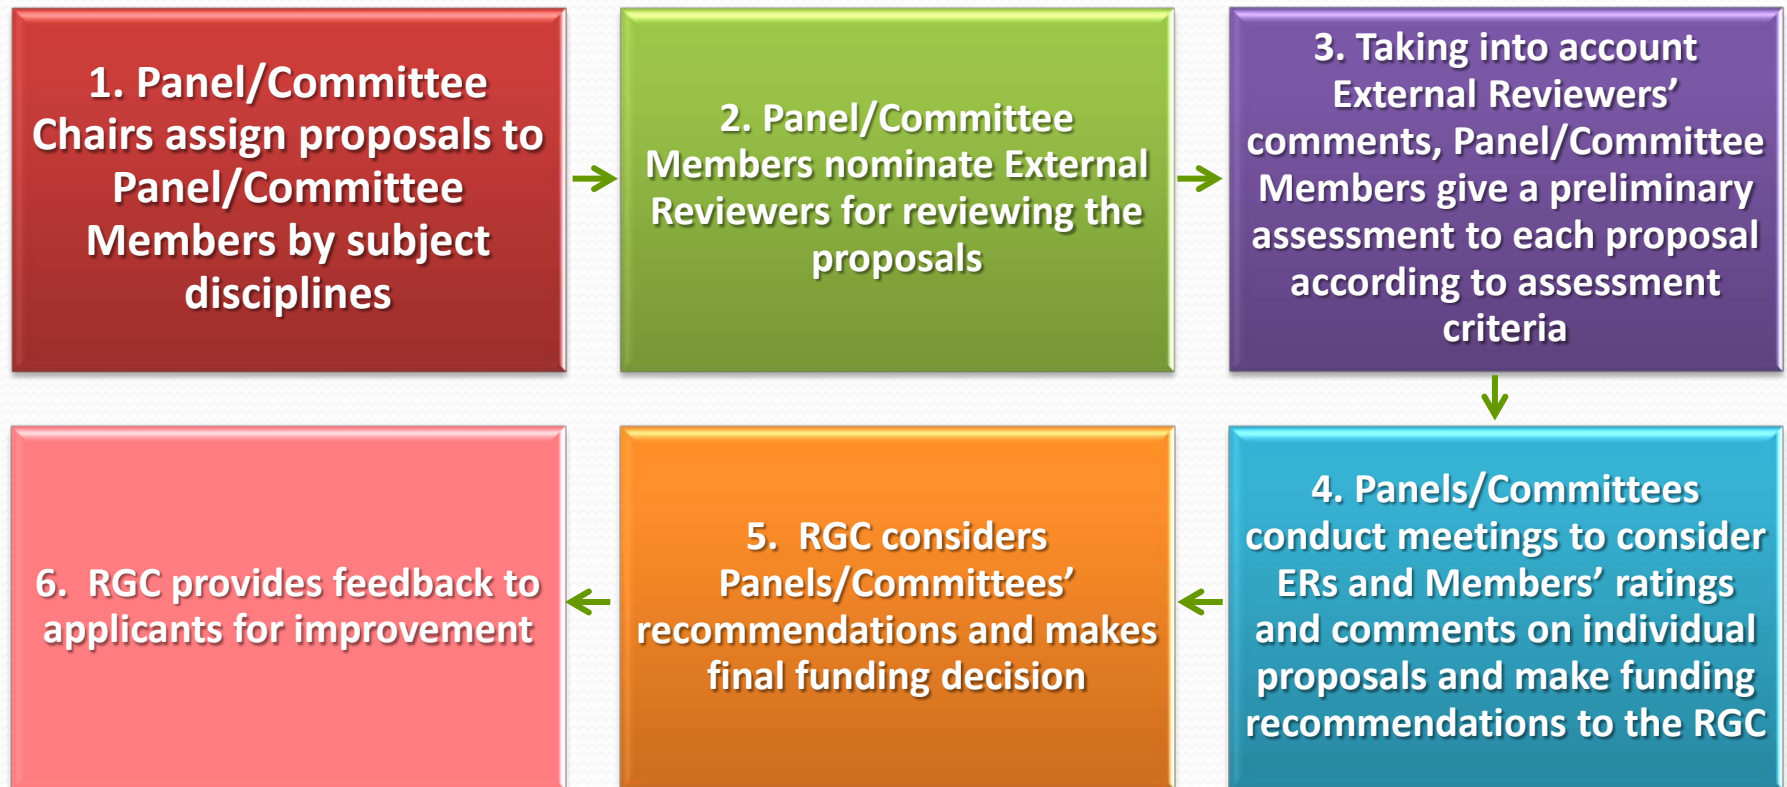 1. Panel/Committee
Chairs assign proposals to
Panel/Committee
Members by subject
disciplines
2. Panel/Committee
Members nominate External
Reviewers for reviewing the
proposals
3. Taking into account
External Reviewers’
comments, Panel/Committee
Members give a preliminary
assessment to each proposal
according to assessment
criteria
4. Panels/Committees
conduct meetings to consider
ERs and Members’ ratings
and comments on individual
proposals and make funding
recommendations to the RGC
5.  RGC considers
Panels/Committees’
recommendations and makes
final funding decision
6.  RGC provides feedback to
applicants for improvement